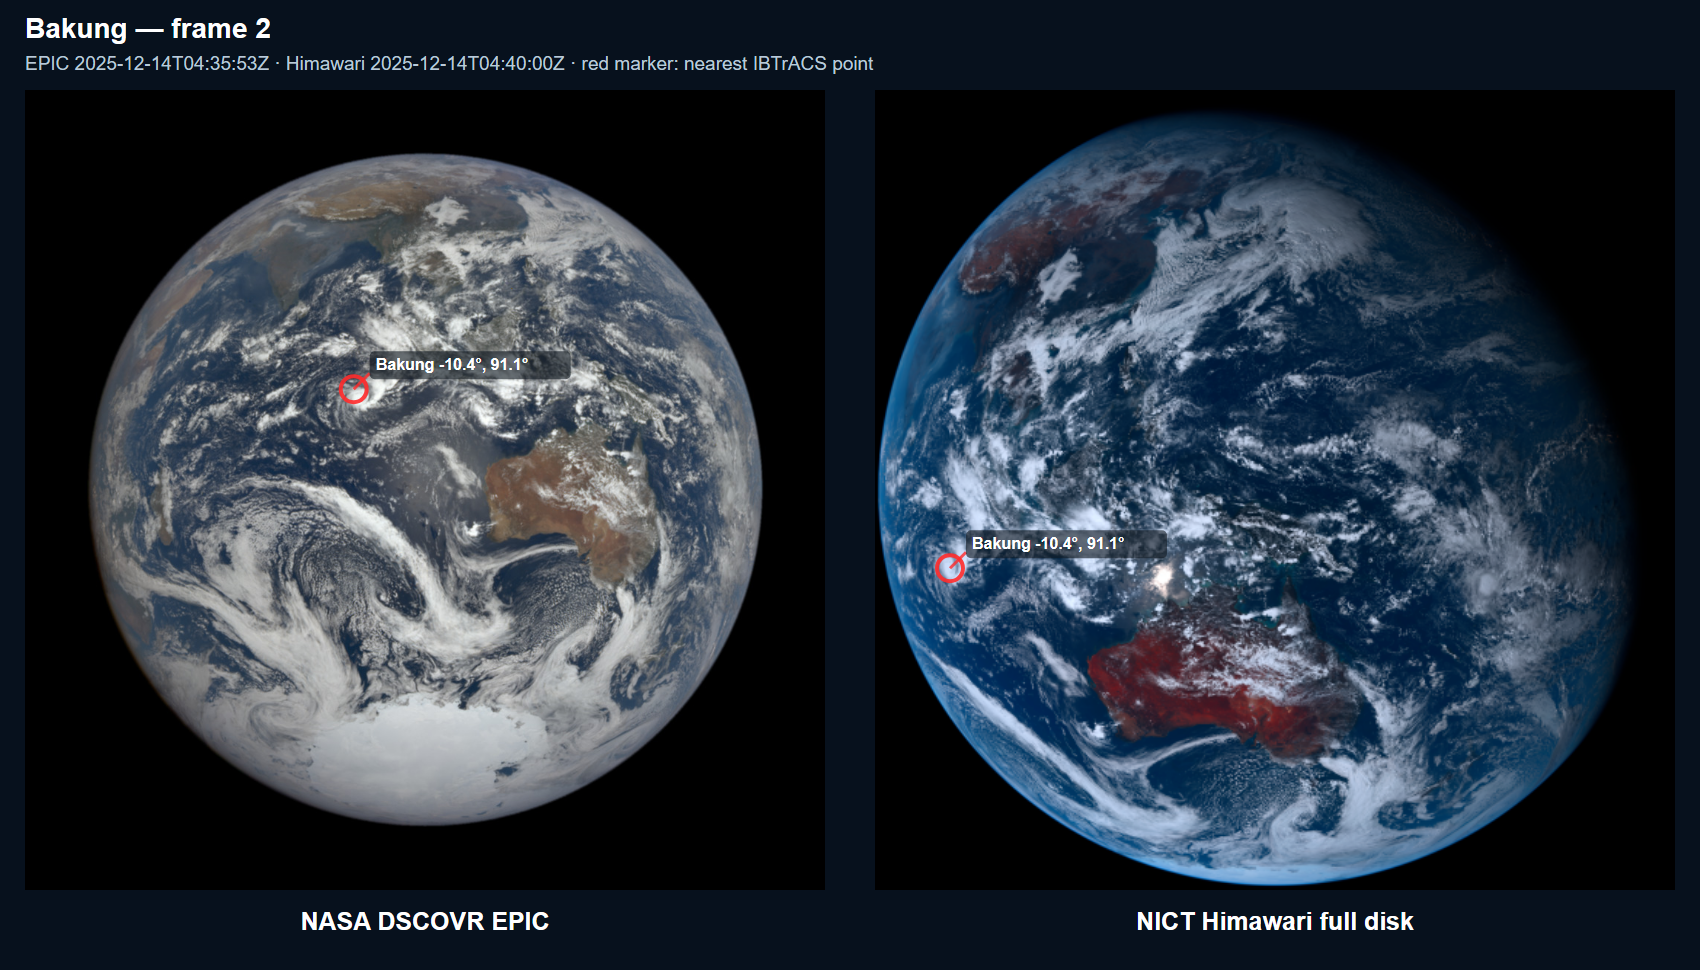 Bakung — frame 2
EPIC 2025-12-14T04:35:53Z · Himawari 2025-12-14T04:40:00Z · red marker: nearest IBTrACS point
Bakung -10.4°, 91.1°
Bakung -10.4°, 91.1°
NASA DSCOVR EPIC
NICT Himawari full disk